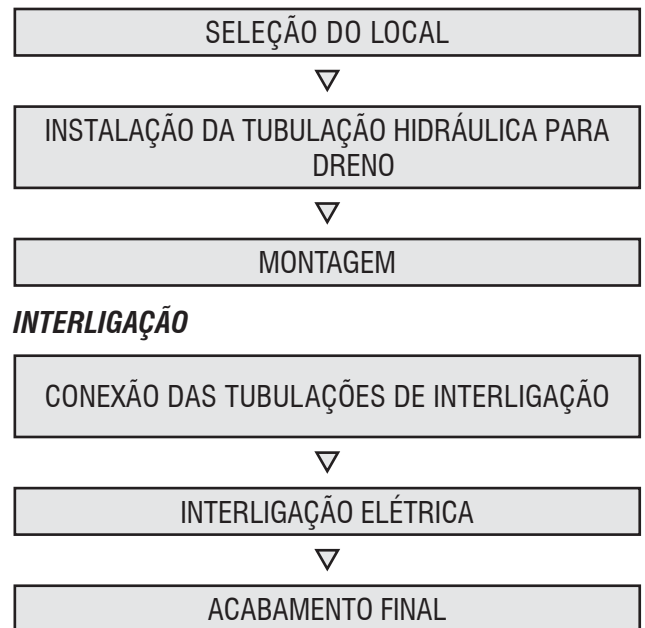 SELEÇÃO DO LOCAL
INSTALAÇÃO DA TUBULAÇÃO HIDRÁULICA PARA
DRENO
MONTAGEM
INTERLIGAÇÃO
CONEXÃO DAS TUBULAÇÕES DE INTERLIGAÇÃO
INTERLIGAÇÃO ELÉTRICA
ACABAMENTO FINAL